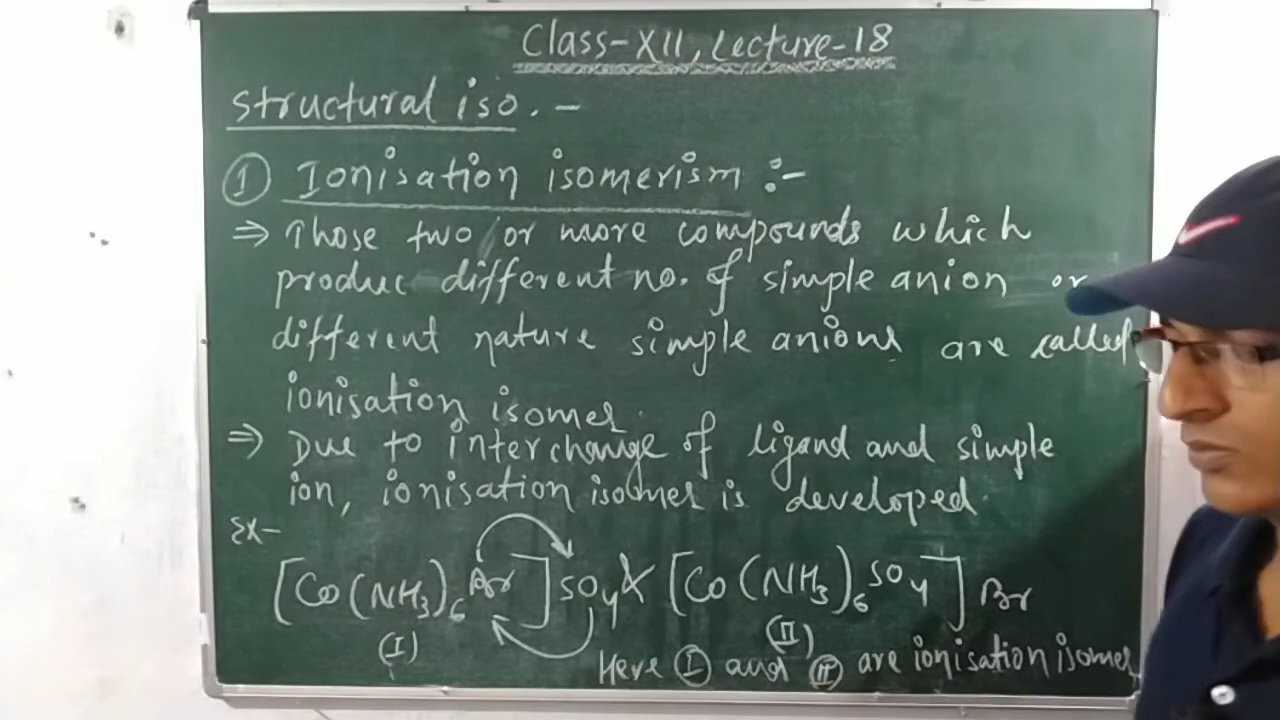 Class-XII, Lecture-18
Structural iso. -
① Ionisation isomerism :-
⇒ Those two or more compounds which
produc different no. of simple anion or
different nature simple anions are called
ionisation isomer.
⇒ Due to interchange of ligand and simple
ion, ionisation isomer is developed.
Ex-
[Co(NH3)6 Br] SO4 & [Co(NH3)6 SO4] Br
(I) (II)
Here Ⓘ and Ⓘⓘ are ionisation isomer